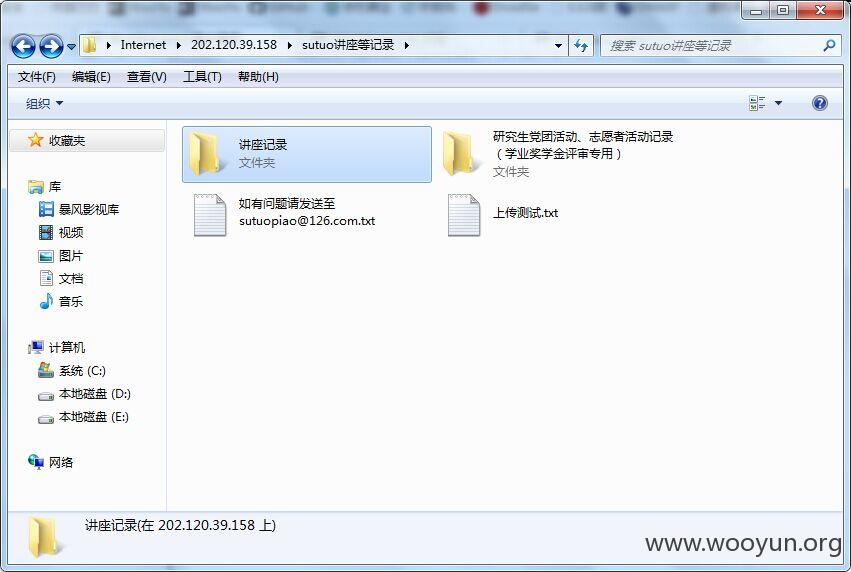 Internet ▸ 202.120.39.158 ▸ sutuo讲座等记录 ▸
搜索 sutuo讲座等记录
文件(F) 编辑(E) 查看(V) 工具(T) 帮助(H)
组织
收藏夹
库
暴风影视库
视频
图片
文档
音乐
计算机
系统 (C:)
本地磁盘 (D:)
本地磁盘 (E:)
网络
讲座记录
文件夹
研究生党团活动、志愿者活动记录
（学业奖学金评审专用）
文件夹
如有问题请发送至
sutuopiao@126.com.txt
上传测试.txt
讲座记录(在 202.120.39.158 上)
www.wooyun.org